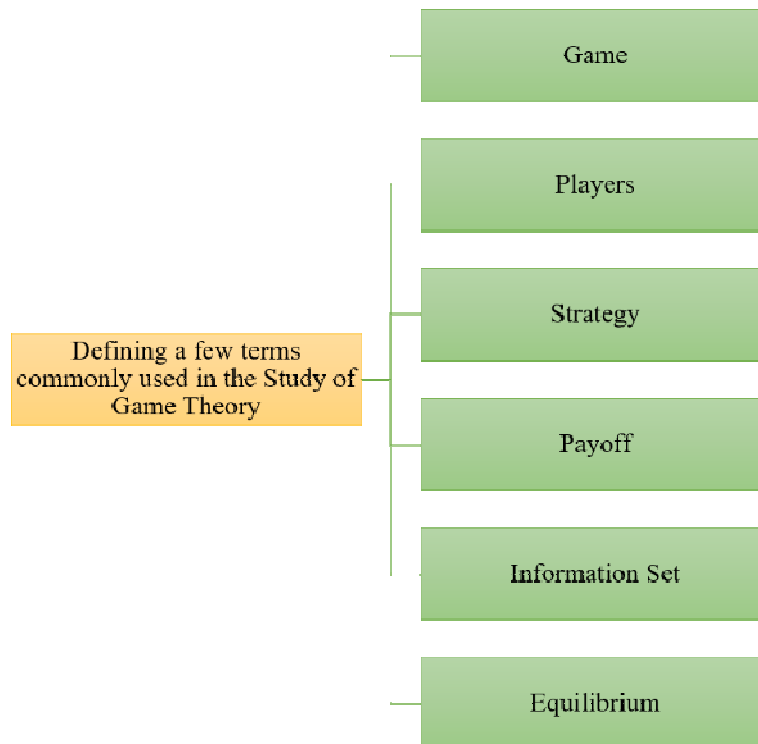 Game
Players
Strategy
Defining a few terms
commonly used in the Study of
Game Theory
Payoff
Information Set
Equilibrium